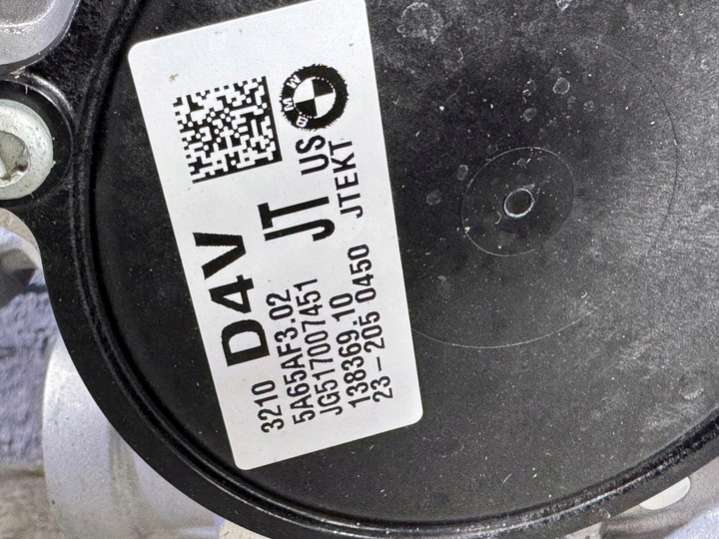 BMW
D4V JT US
3210
5A65AF3.02
JG517007451
138369.10 JTEKT
23-205 0450